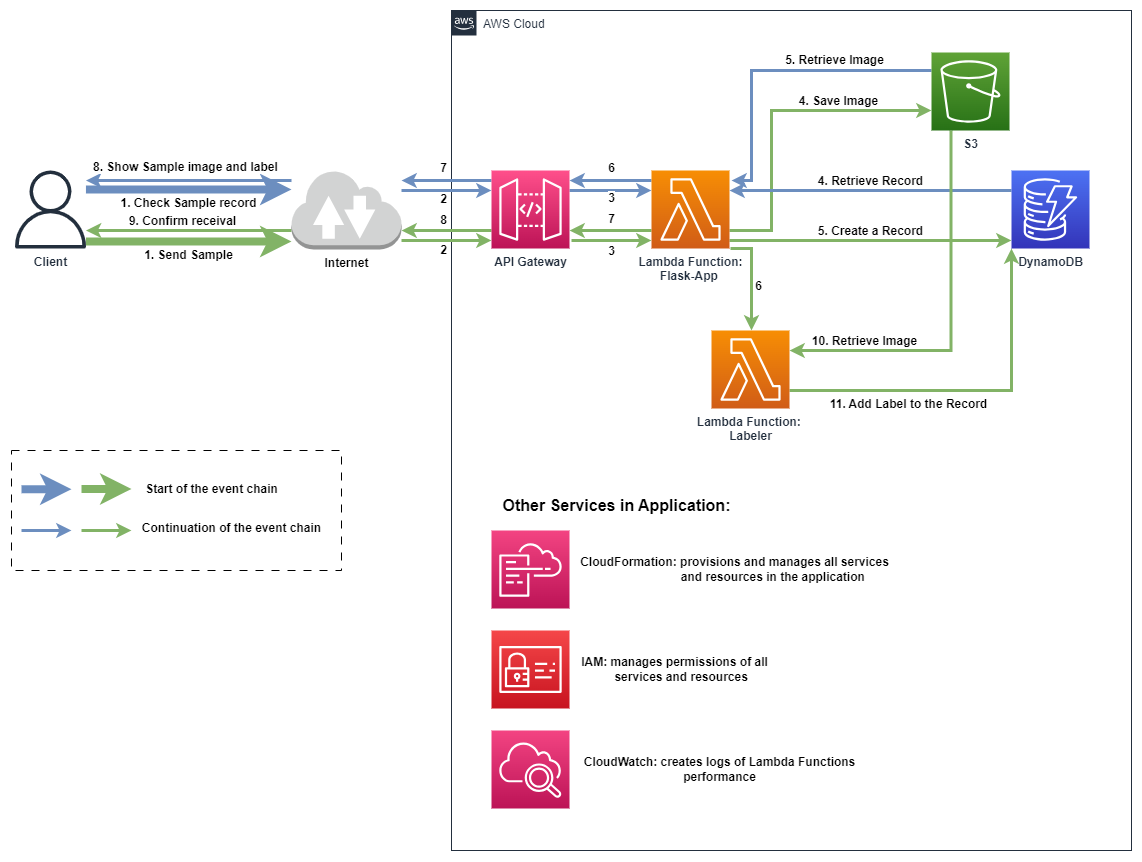 aws
AWS Cloud
5. Retrieve Image
4. Save Image
S3
8. Show Sample image and label
7
6
4. Retrieve Record
1. Check Sample record
2
3
9. Confirm receival
8
7
5. Create a Record
1. Send Sample
2
3
Client
Internet
API Gateway
Lambda Function:
Flask-App
DynamoDB
6
10. Retrieve Image
11. Add Label to the Record
Lambda Function:
Labeler
Start of the event chain
Continuation of the event chain
Other Services in Application:
CloudFormation: provisions and manages all services
and resources in the application
IAM: manages permissions of all
services and resources
CloudWatch: creates logs of Lambda Functions
performance